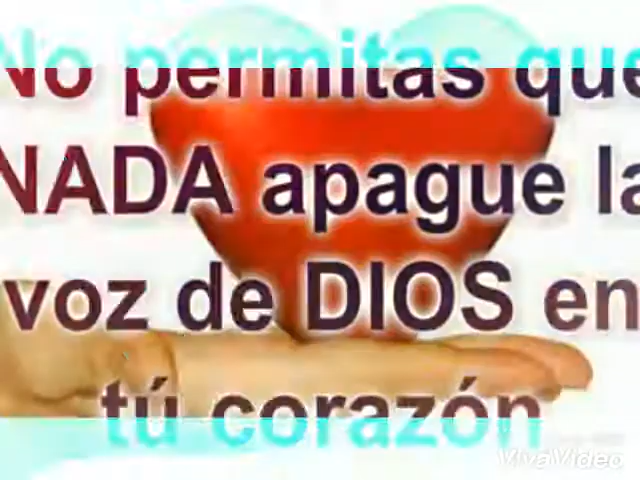 No permitas que
NADA apague la
voz de DIOS en
tú corazón
VivaVideo